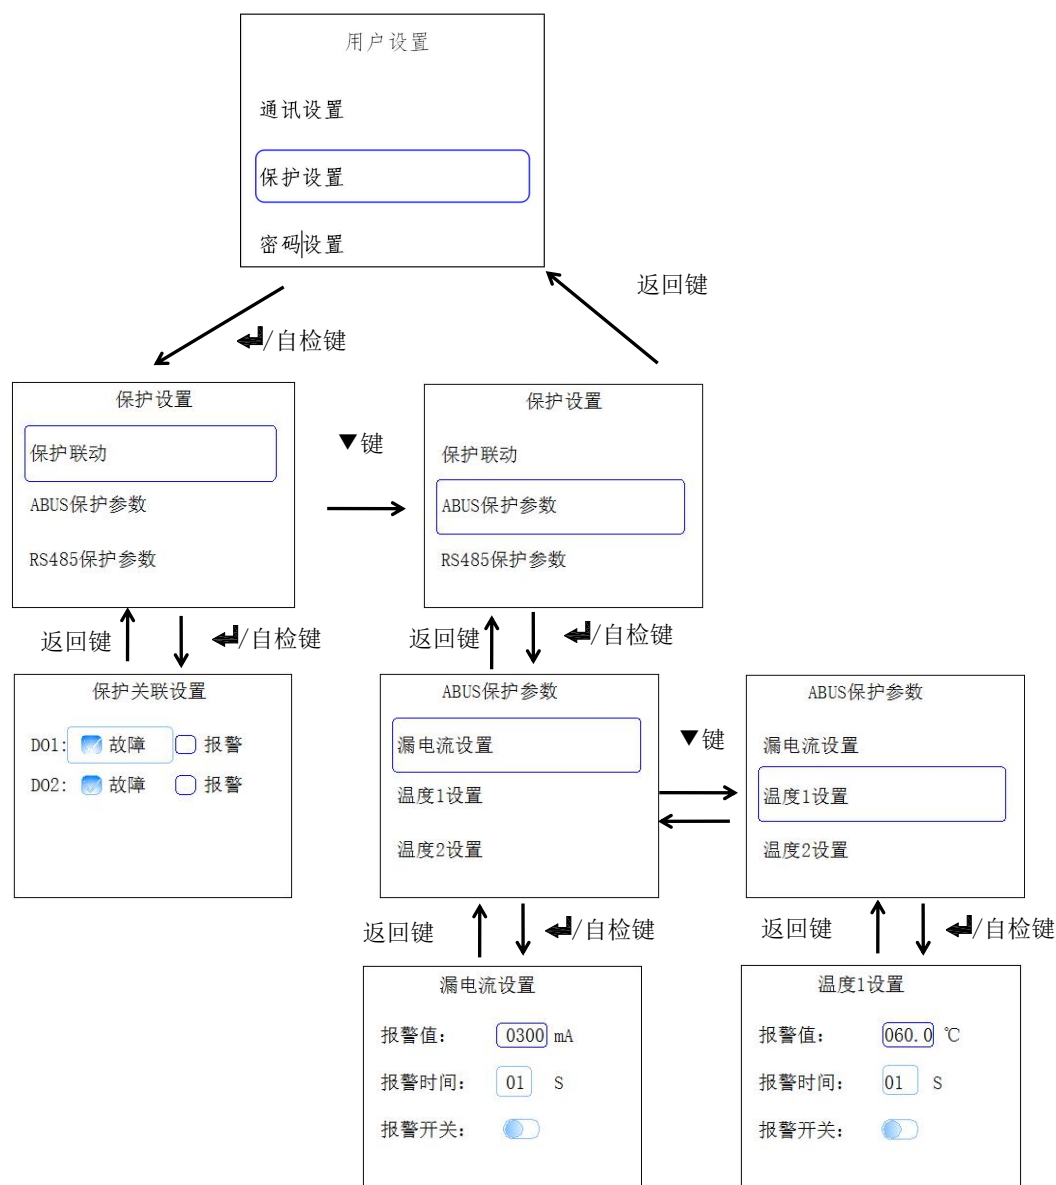 用户设置
通讯设置
保护设置
密码设置
返回键
/自检键
保护设置
保护联动
ABUS保护参数
RS485保护参数
▼键
保护设置
保护联动
ABUS保护参数
RS485保护参数
返回键
/自检键
返回键
/自检键
保护关联设置
DO1: 故障 报警
DO2: 故障 报警
ABUS保护参数
漏电流设置
温度1设置
温度2设置
▼键
ABUS保护参数
漏电流设置
温度1设置
温度2设置
返回键
/自检键
返回键
/自检键
漏电流设置
报警值: 0300 mA
报警时间: 01 S
报警开关:
温度1设置
报警值: 060.0 ℃
报警时间: 01 S
报警开关: